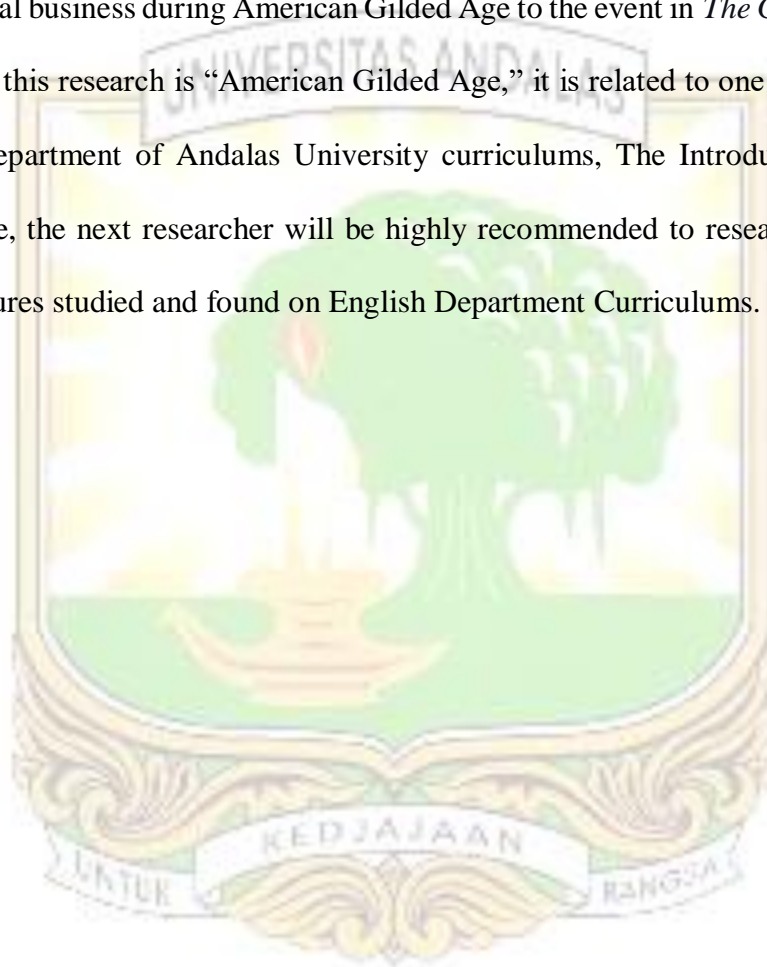 al business during American Gilded Age to the event in The
this research is “American Gilded Age,” it is related to one
epartment of Andalas University curriculums, The Introdu
e, the next researcher will be highly recommended to resea
ures studied and found on English Department Curriculums.
UNIVERSITAS ANDALAS
KEDJAJAAN
UNTUK
BANGSA